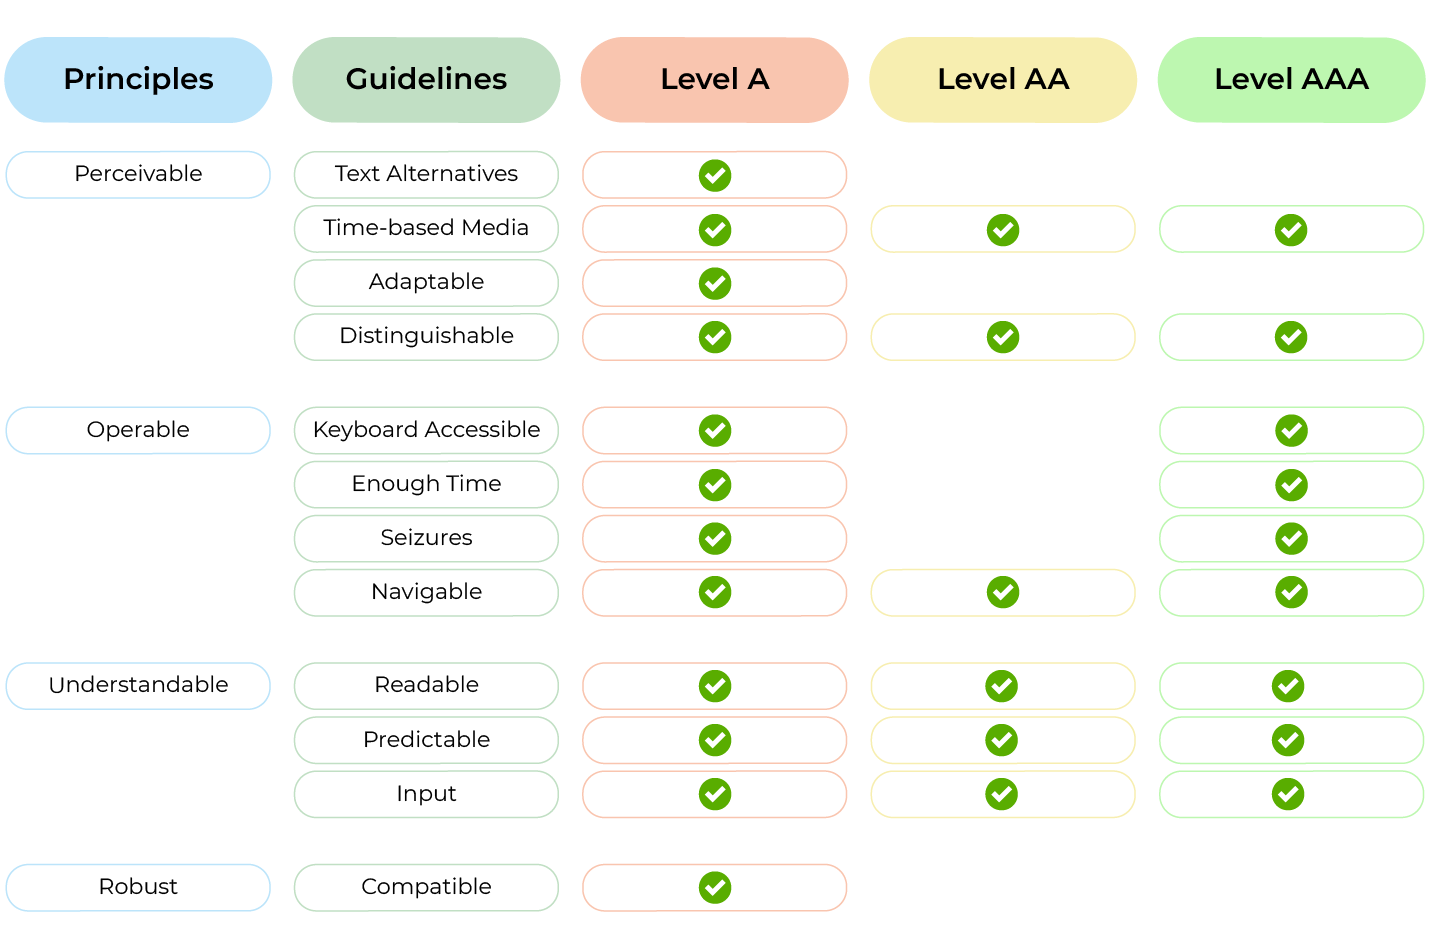 Principles Guidelines Level A Level AA Level AAA
Perceivable Text Alternatives
Time-based Media
Adaptable
Distinguishable
Operable Keyboard Accessible
Enough Time
Seizures
Navigable
Understandable Readable
Predictable
Input
Robust Compatible